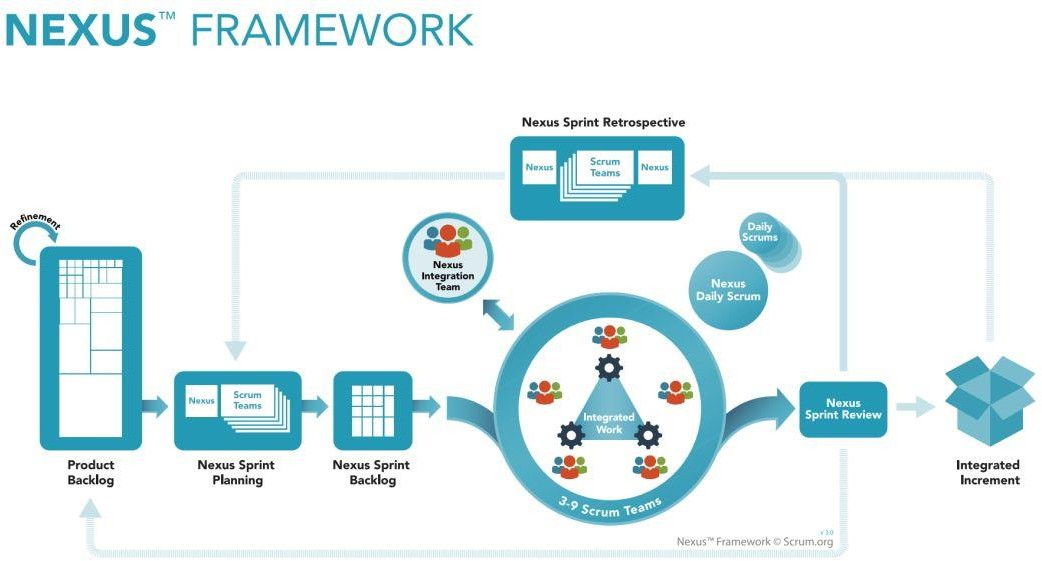 NEXUS™ FRAMEWORK
Nexus Sprint Retrospective
Nexus
Scrum
Teams
Nexus
Refinement
Nexus
Integration
Team
Daily
Scrums
Nexus
Daily Scrum
Nexus
Scrum
Teams
Integrated
Work
Nexus
Sprint Review
3-9 Scrum Teams
Product
Backlog
Nexus Sprint
Planning
Nexus Sprint
Backlog
Integrated
Increment
v 3.0
Nexus™ Framework © Scrum.org